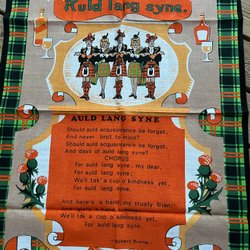 Auld lang syne.
AULD LANG SYNE
Should auld acquaintance be forgot,
And never brot to mind?
Should auld acquaintance be forgot,
And days of auld lang syne?
CHORUS
For auld lang syne, my dear,
For auld lang syne;
We'll tak a cup o' kindness yet
For auld lang syne.
And here's a hand, my trusty frien
We'll tak a cup o' kindness yet,
For auld lang syne
Robert Burns